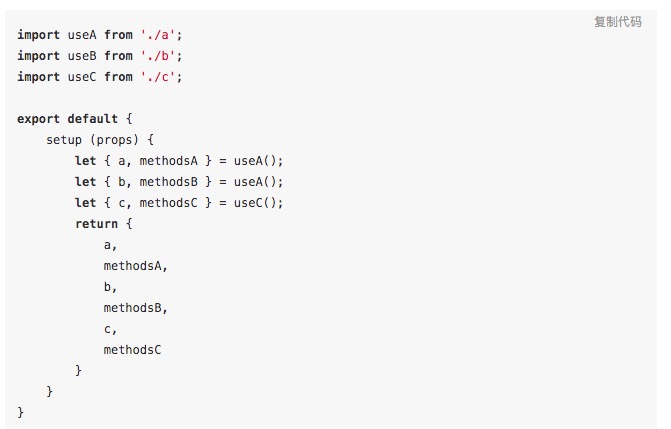 复制代码
import useA from './a';
import useB from './b';
import useC from './c';

export default {
    setup (props) {
        let { a, methodsA } = useA();
        let { b, methodsB } = useA();
        let { c, methodsC } = useC();
        return {
            a,
            methodsA,
            b,
            methodsB,
            c,
            methodsC
        }
    }
}